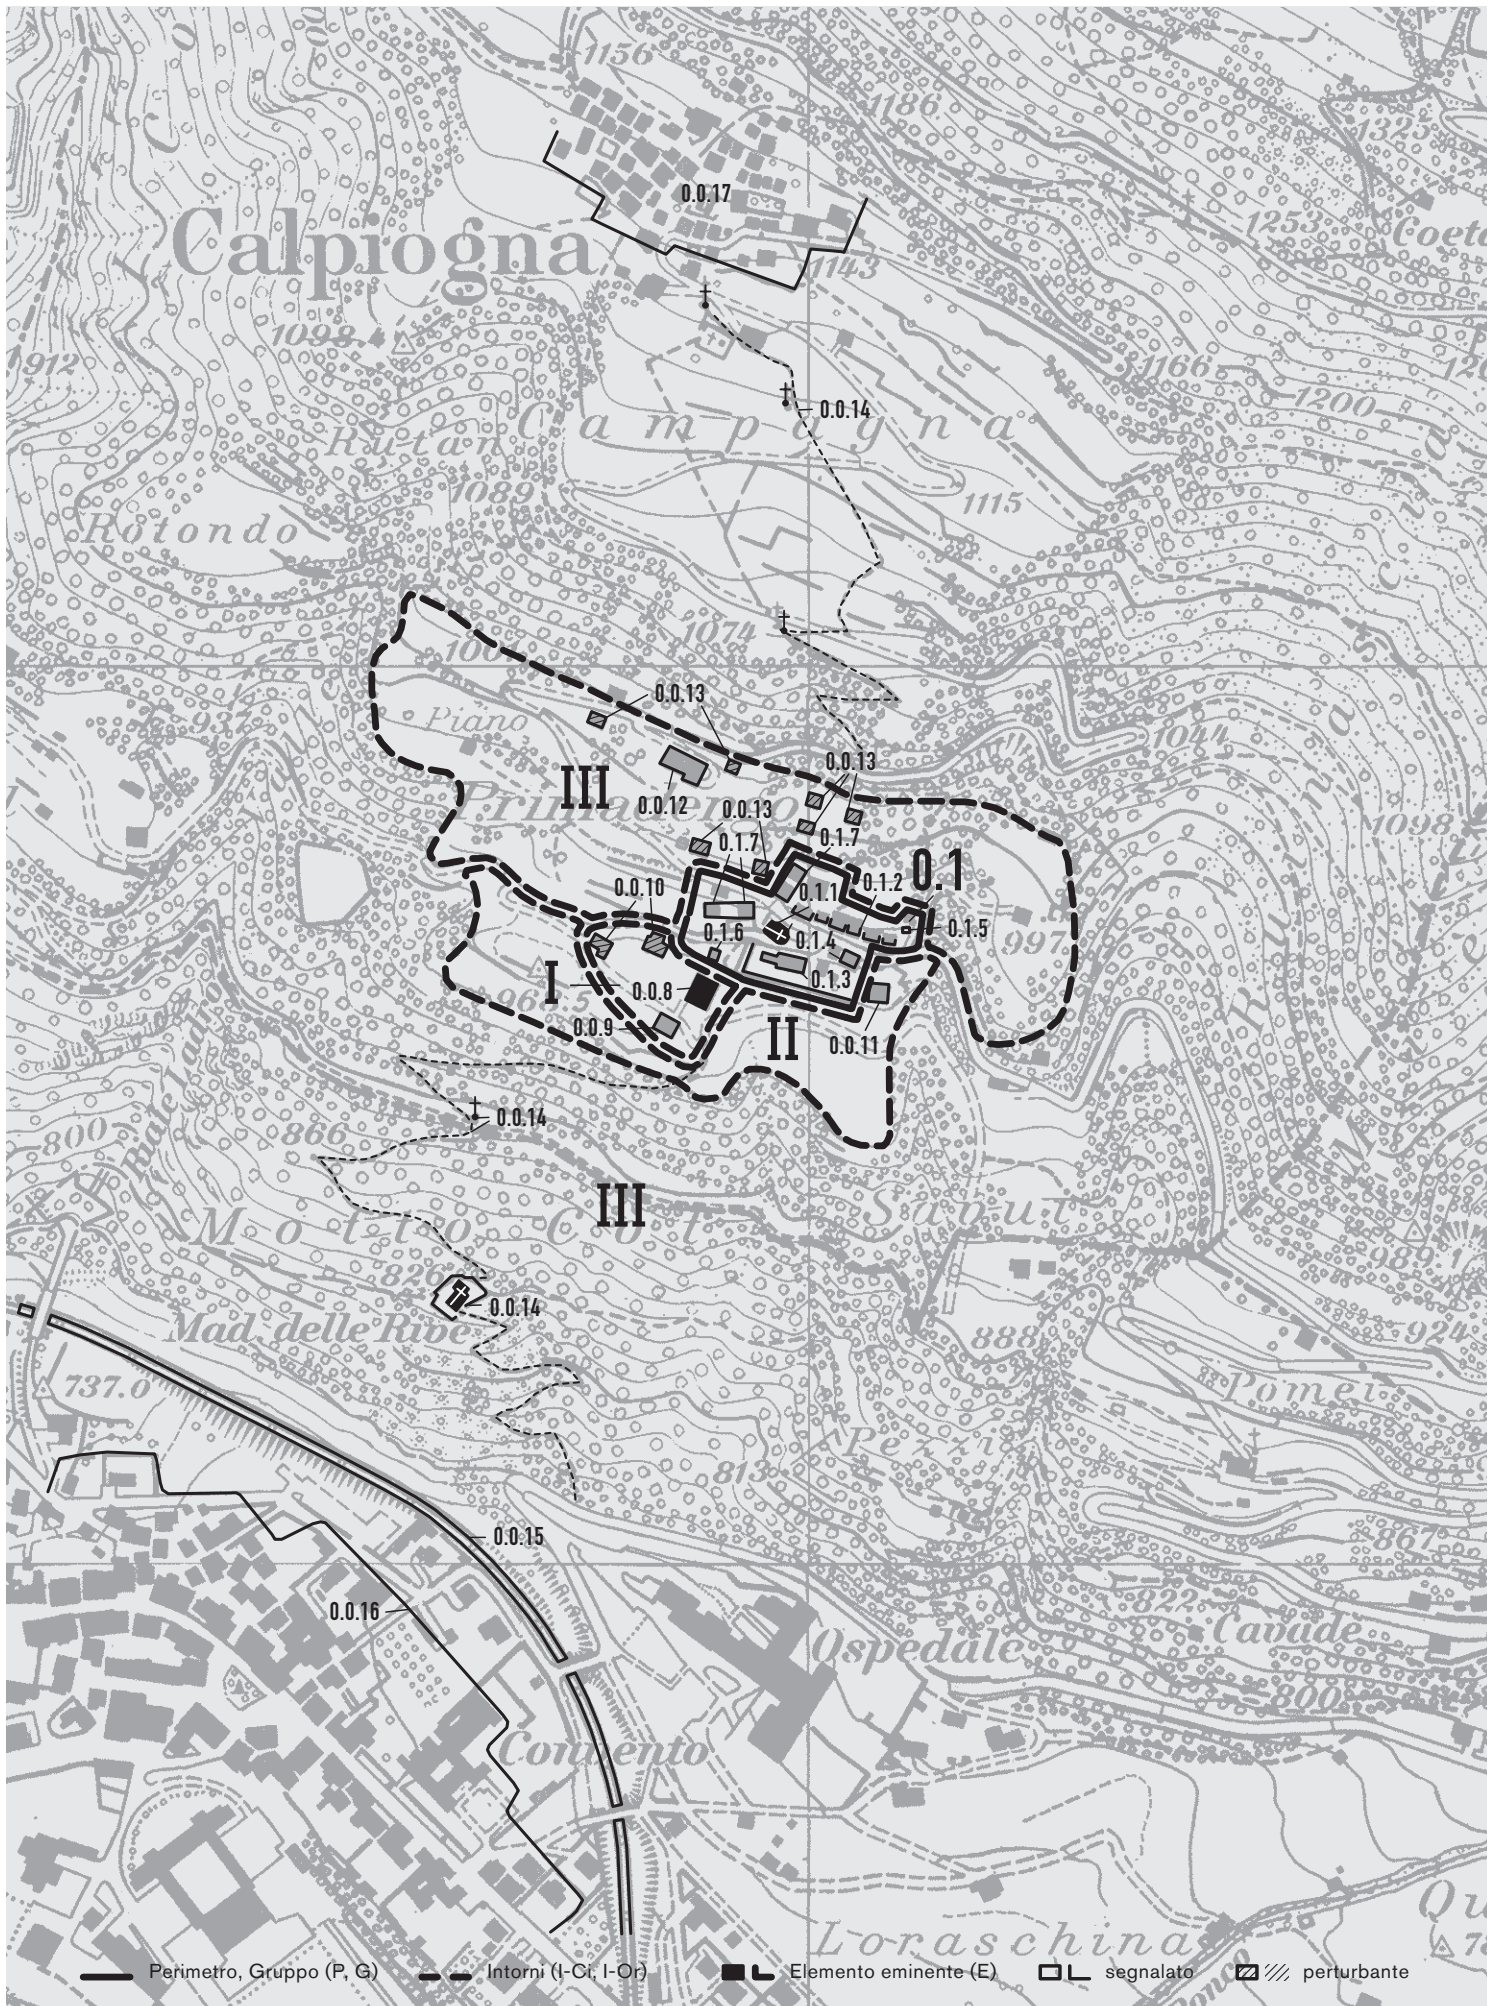 1156
1186
1325
0.0.17
Calpiogna
1253
1143
1098.4
912
1166
1200
Campagna
0.0.14
Rutan
1089
1115
Rotondo
1074
0.0.13
937
Piano
1044
0.0.13
III
0.0.12
Primadengo
0.0.13
0.1.7
0.1.7
1098
0.1
0.0.10
0.1.1
0.1.2
0.1.5
0.1.6
0.1.4
997
I
0.0.8
0.1.3
0.0.9
II
0.0.11
0.0.14
800
866
III
Sapui
Motto Cot
989
826
0.0.14
Mad. delle Rive
888
924
737.0
Pomei
Pezzi
813
0.0.15
867
0.0.16
822
Cavade
Ospedale
800
Convento
Loraschina
Perimetro, Gruppo (P, G) Intorni (I-Ci, I-Or) Elemento eminente (E) segnalato perturbante